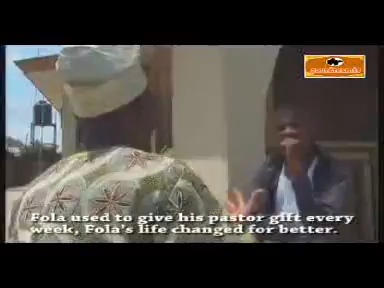 Fola used to give his pastor gift every
week, Fola's life changed for better.